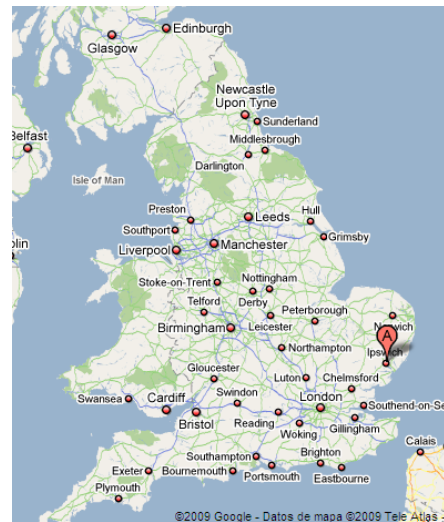 Edinburgh
Glasgow
Newcastle
Upon Tyne
Sunderland
Belfast
Middlesbrough
Darlington
Isle of Man
Preston
Leeds
Hull
Southport
Grimsby
Liverpool
Manchester
Stoke-on-Trent
Nottingham
Telford
Derby
Peterborough
Norwich
A
Birmingham
Leicester
Ipswich
Northampton
Gloucester
Luton
Chelmsford
Swansea
Cardiff
Swindon
London
Southend-on-Se
Bristol
Reading
Gillingham
Woking
Calais
Southampton
Brighton
Exeter
Bournemouth
Portsmouth
Eastbourne
Plymouth
©2009 Google - Datos de mapa ©2009 Tele Atlas -